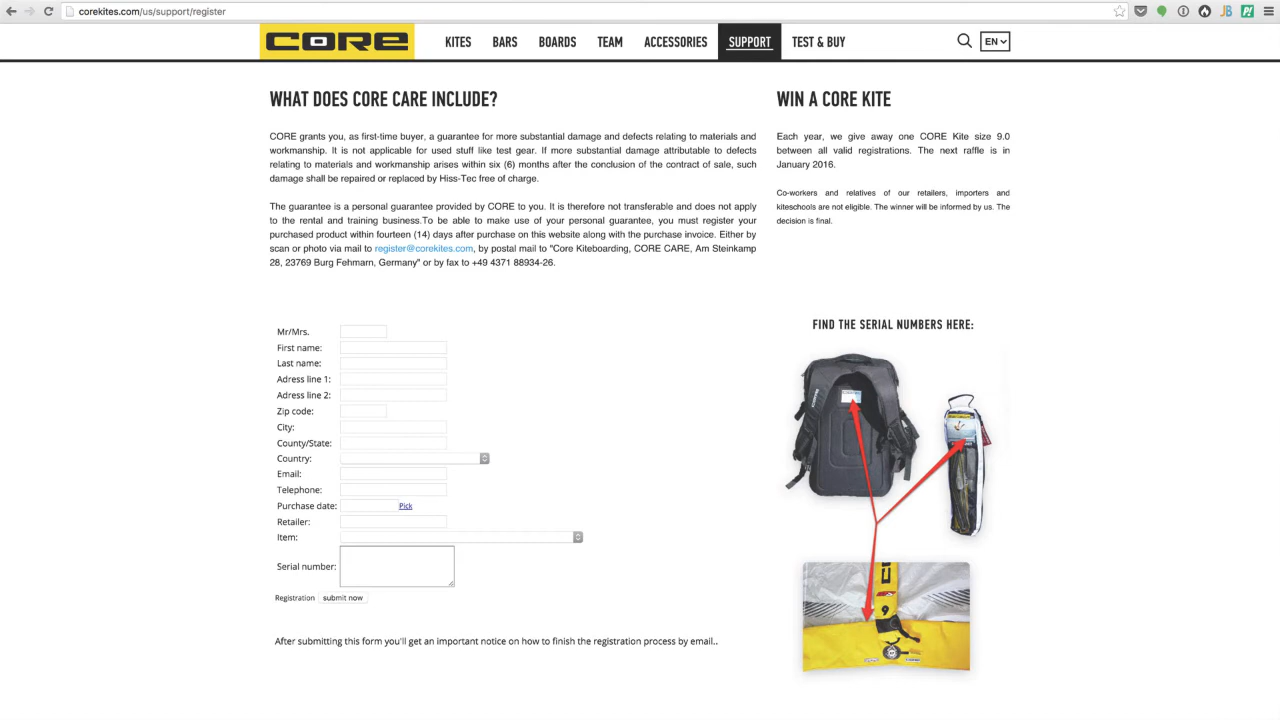 corekites.com/us/support/register
CORE
KITES BARS BOARDS TEAM ACCESSORIES SUPPORT TEST & BUY
EN
WHAT DOES CORE CARE INCLUDE?
CORE grants you, as first-time buyer, a guarantee for more substantial damage and defects relating to materials and
workmanship. It is not applicable for used stuff like test gear. If more substantial damage attributable to defects
relating to materials and workmanship arises within six (6) months after the conclusion of the contract of sale, such
damage shall be repaired or replaced by Hiss-Tec free of charge.
The guarantee is a personal guarantee provided by CORE to you. It is therefore not transferable and does not apply
to the rental and training business.To be able to make use of your personal guarantee, you must register your
purchased product within fourteen (14) days after purchase on this website along with the purchase invoice. Either by
scan or photo via mail to register@corekites.com, by postal mail to "Core Kiteboarding, CORE CARE, Am Steinkamp
28, 23769 Burg Fehmarn, Germany" or by fax to +49 4371 88934-26.
WIN A CORE KITE
Each year, we give away one CORE Kite size 9.0
between all valid registrations. The next raffle is in
January 2016.
Co-workers and relatives of our retailers, importers and
kiteschools are not eligible. The winner will be informed by us. The
decision is final.
Mr/Mrs.
First name:
Last name:
Adress line 1:
Adress line 2:
Zip code:
City:
County/State:
Country:
Email:
Telephone:
Purchase date: Pick
Retailer:
Item:
Serial number:
Registration submit now
After submitting this form you'll get an important notice on how to finish the registration process by email..
FIND THE SERIAL NUMBERS HERE:
CORE
9